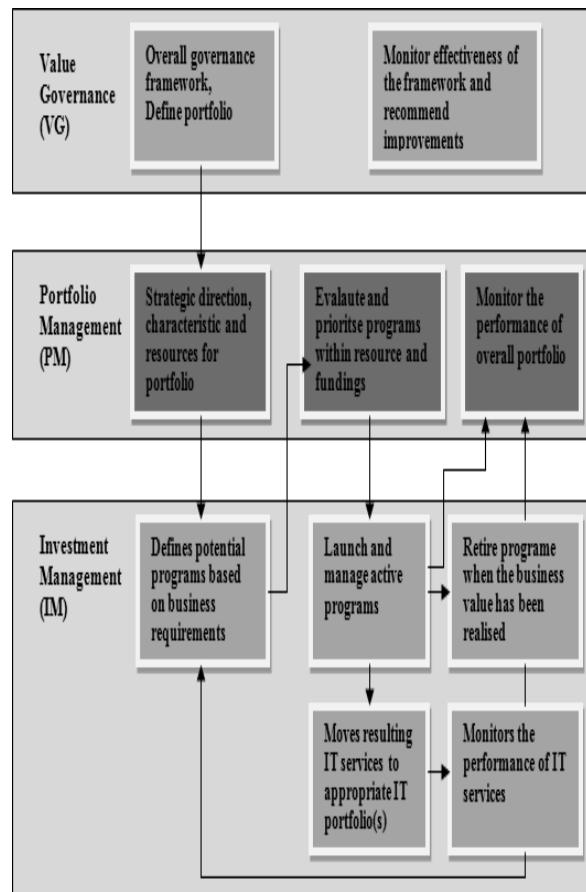 Value
Governance
(VG)
Overall governance
framework,
Define portfolio
Monitor effectiveness of
the framework and
recommend
improvements
Portfolio
Management
(PM)
Strategic direction,
characteristic and
resources for
portfolio
Evalaute and
prioritse programs
within resource and
fundings
Monitor the
performance of
overall portfolio
Investment
Management
(IM)
Defines potential
programs based
on business
requirements
Launch and
manage active
programs
Retire programe
when the business
value has been
realised
Moves resulting
IT services to
appropriate IT
portfolio(s)
Monitors the
performance of IT
services